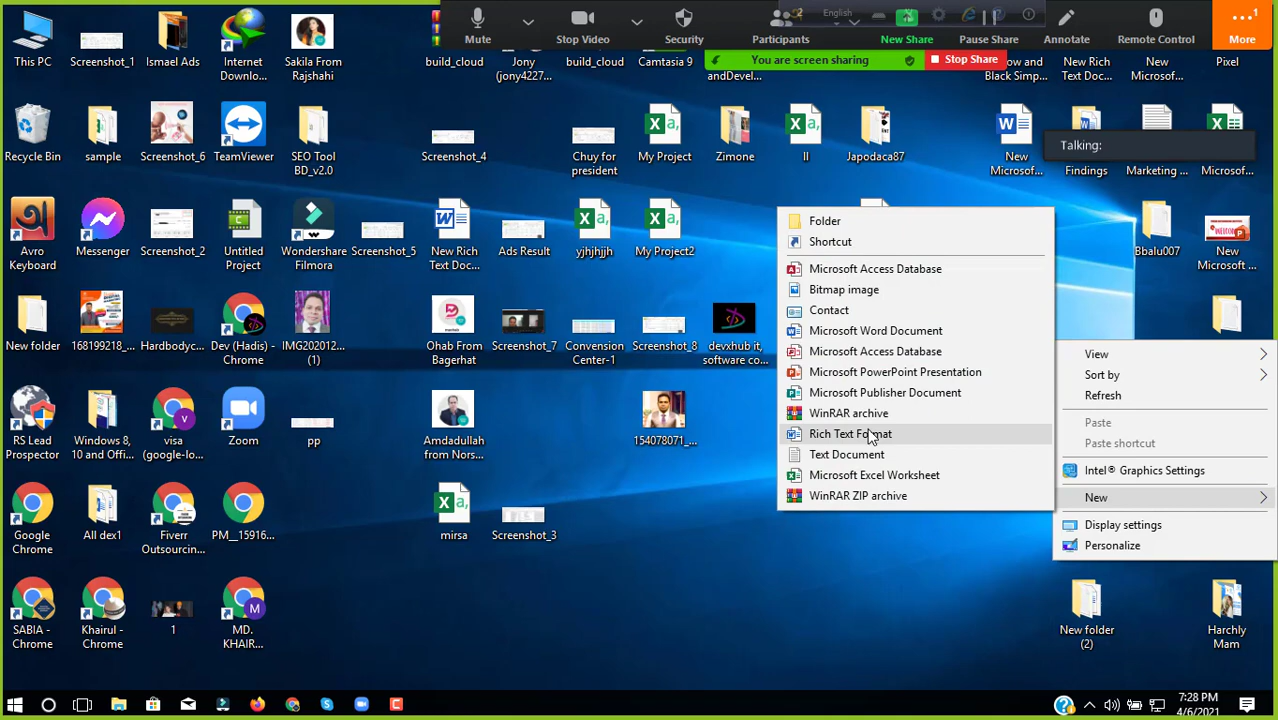 Mute
Stop Video
Security
2
Participants
English
New Share
Pause Share
Annotate
Remote Control
1
More
You are screen sharing
Stop Share
Talking:
This PC
Screenshot_1
Ismael Ads
Internet
Downlo...
Sakila From
Rajshahi
build_cloud
Jony
(jony4227...
build_cloud
Camtasia 9
andDevel...
and Black Simp...
New Rich
Text Doc...
New
Microsof...
Pixel
Recycle Bin
sample
Screenshot_6
TeamViewer
SEO Tool
BD_v2.0
Screenshot_4
Chuy for
president
My Project
Zimone
Japodaca87
New
Microsof...
Findings
Marketing ...
Microsof...
Avro
Keyboard
Messenger
Screenshot_2
Untitled
Project
Wondershare
Filmora
Screenshot_5
New Rich
Text Doc...
Ads Result
yjhjhjjh
My Project2
Bbalu007
New
Microsoft ...
New folder
168199218_...
Hardbodyc...
Dev (Hadis) -
Chrome
IMG202012...
(1)
Ohab From
Bagerhat
Screenshot_7
Convension
Center-1
Screenshot_8
devxhub it,
software co...
RS Lead
Prospector
Windows 8,
10 and Offi...
visa
(google-lo...
Zoom
pp
Amdadullah
from Nors...
154078071_...
Google
Chrome
All dex1
Fiverr
Outsourcin...
PM__15916...
mirsa
Screenshot_3
SABIA -
Chrome
Khairul -
Chrome
1
MD.
KHAIR...
New folder
(2)
Harchly
Mam
Folder
Shortcut
Microsoft Access Database
Bitmap image
Contact
Microsoft Word Document
Microsoft Access Database
Microsoft PowerPoint Presentation
Microsoft Publisher Document
WinRAR archive
Rich Text Format
Text Document
Microsoft Excel Worksheet
WinRAR ZIP archive
View
Sort by
Refresh
Paste
Paste shortcut
Intel® Graphics Settings
New
Display settings
Personalize
7:28 PM
4/6/2021